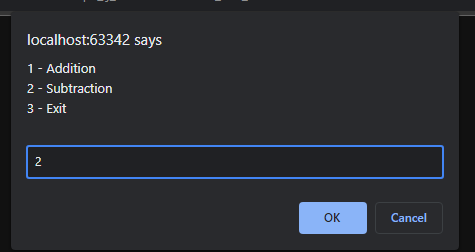 localhost:63342 says
1 - Addition
2 - Subtraction
3 - Exit
2
OK Cancel